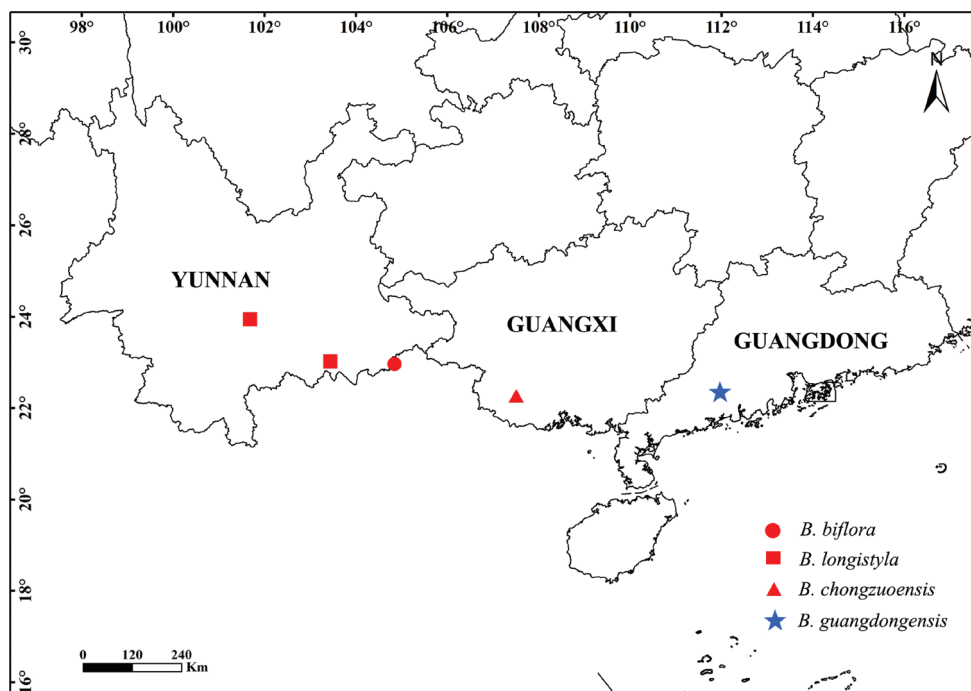 98° 100° 102° 104° 106° 108° 110° 112° 114° 116°
30°
28°
26°
24°
22°
20°
18°
16°
N
YUNNAN
GUANGXI
GUANGDONG
B. biflora
B. longistyla
B. chongzuoensis
B. guangdongensis
0 120 240
Km